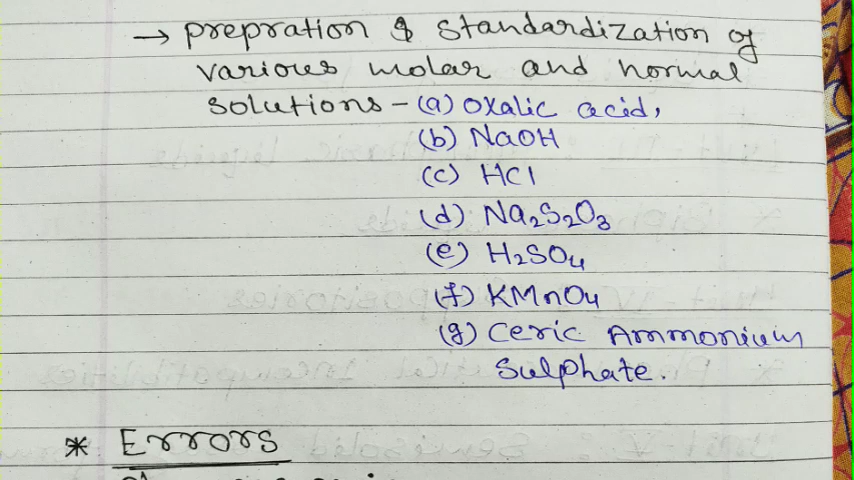 → prepration & standardization of
various molar and normal
solutions - (a) Oxalic acid,
(b) NaOH
(c) HCl
(d) Na₂S₂O₃
(e) H₂SO₄
(f) KMnO₄
(g) Ceric Ammonium
Sulphate.
* Errors